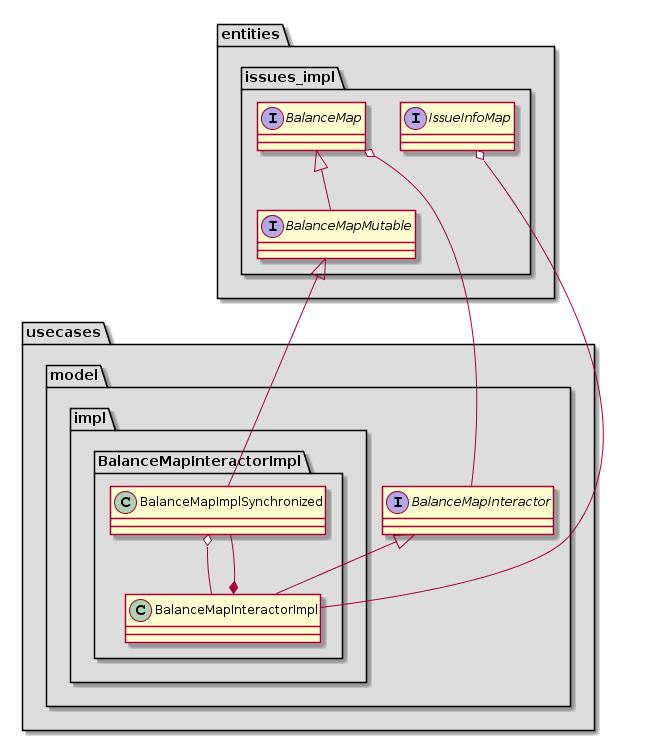 entities
issues_impl
I BalanceMap
I IssueInfoMap
I BalanceMapMutable
usecases
model
impl
BalanceMapInteractorImpl
C BalanceMapImplSynchronized
I BalanceMapInteractor
C BalanceMapInteractorImpl